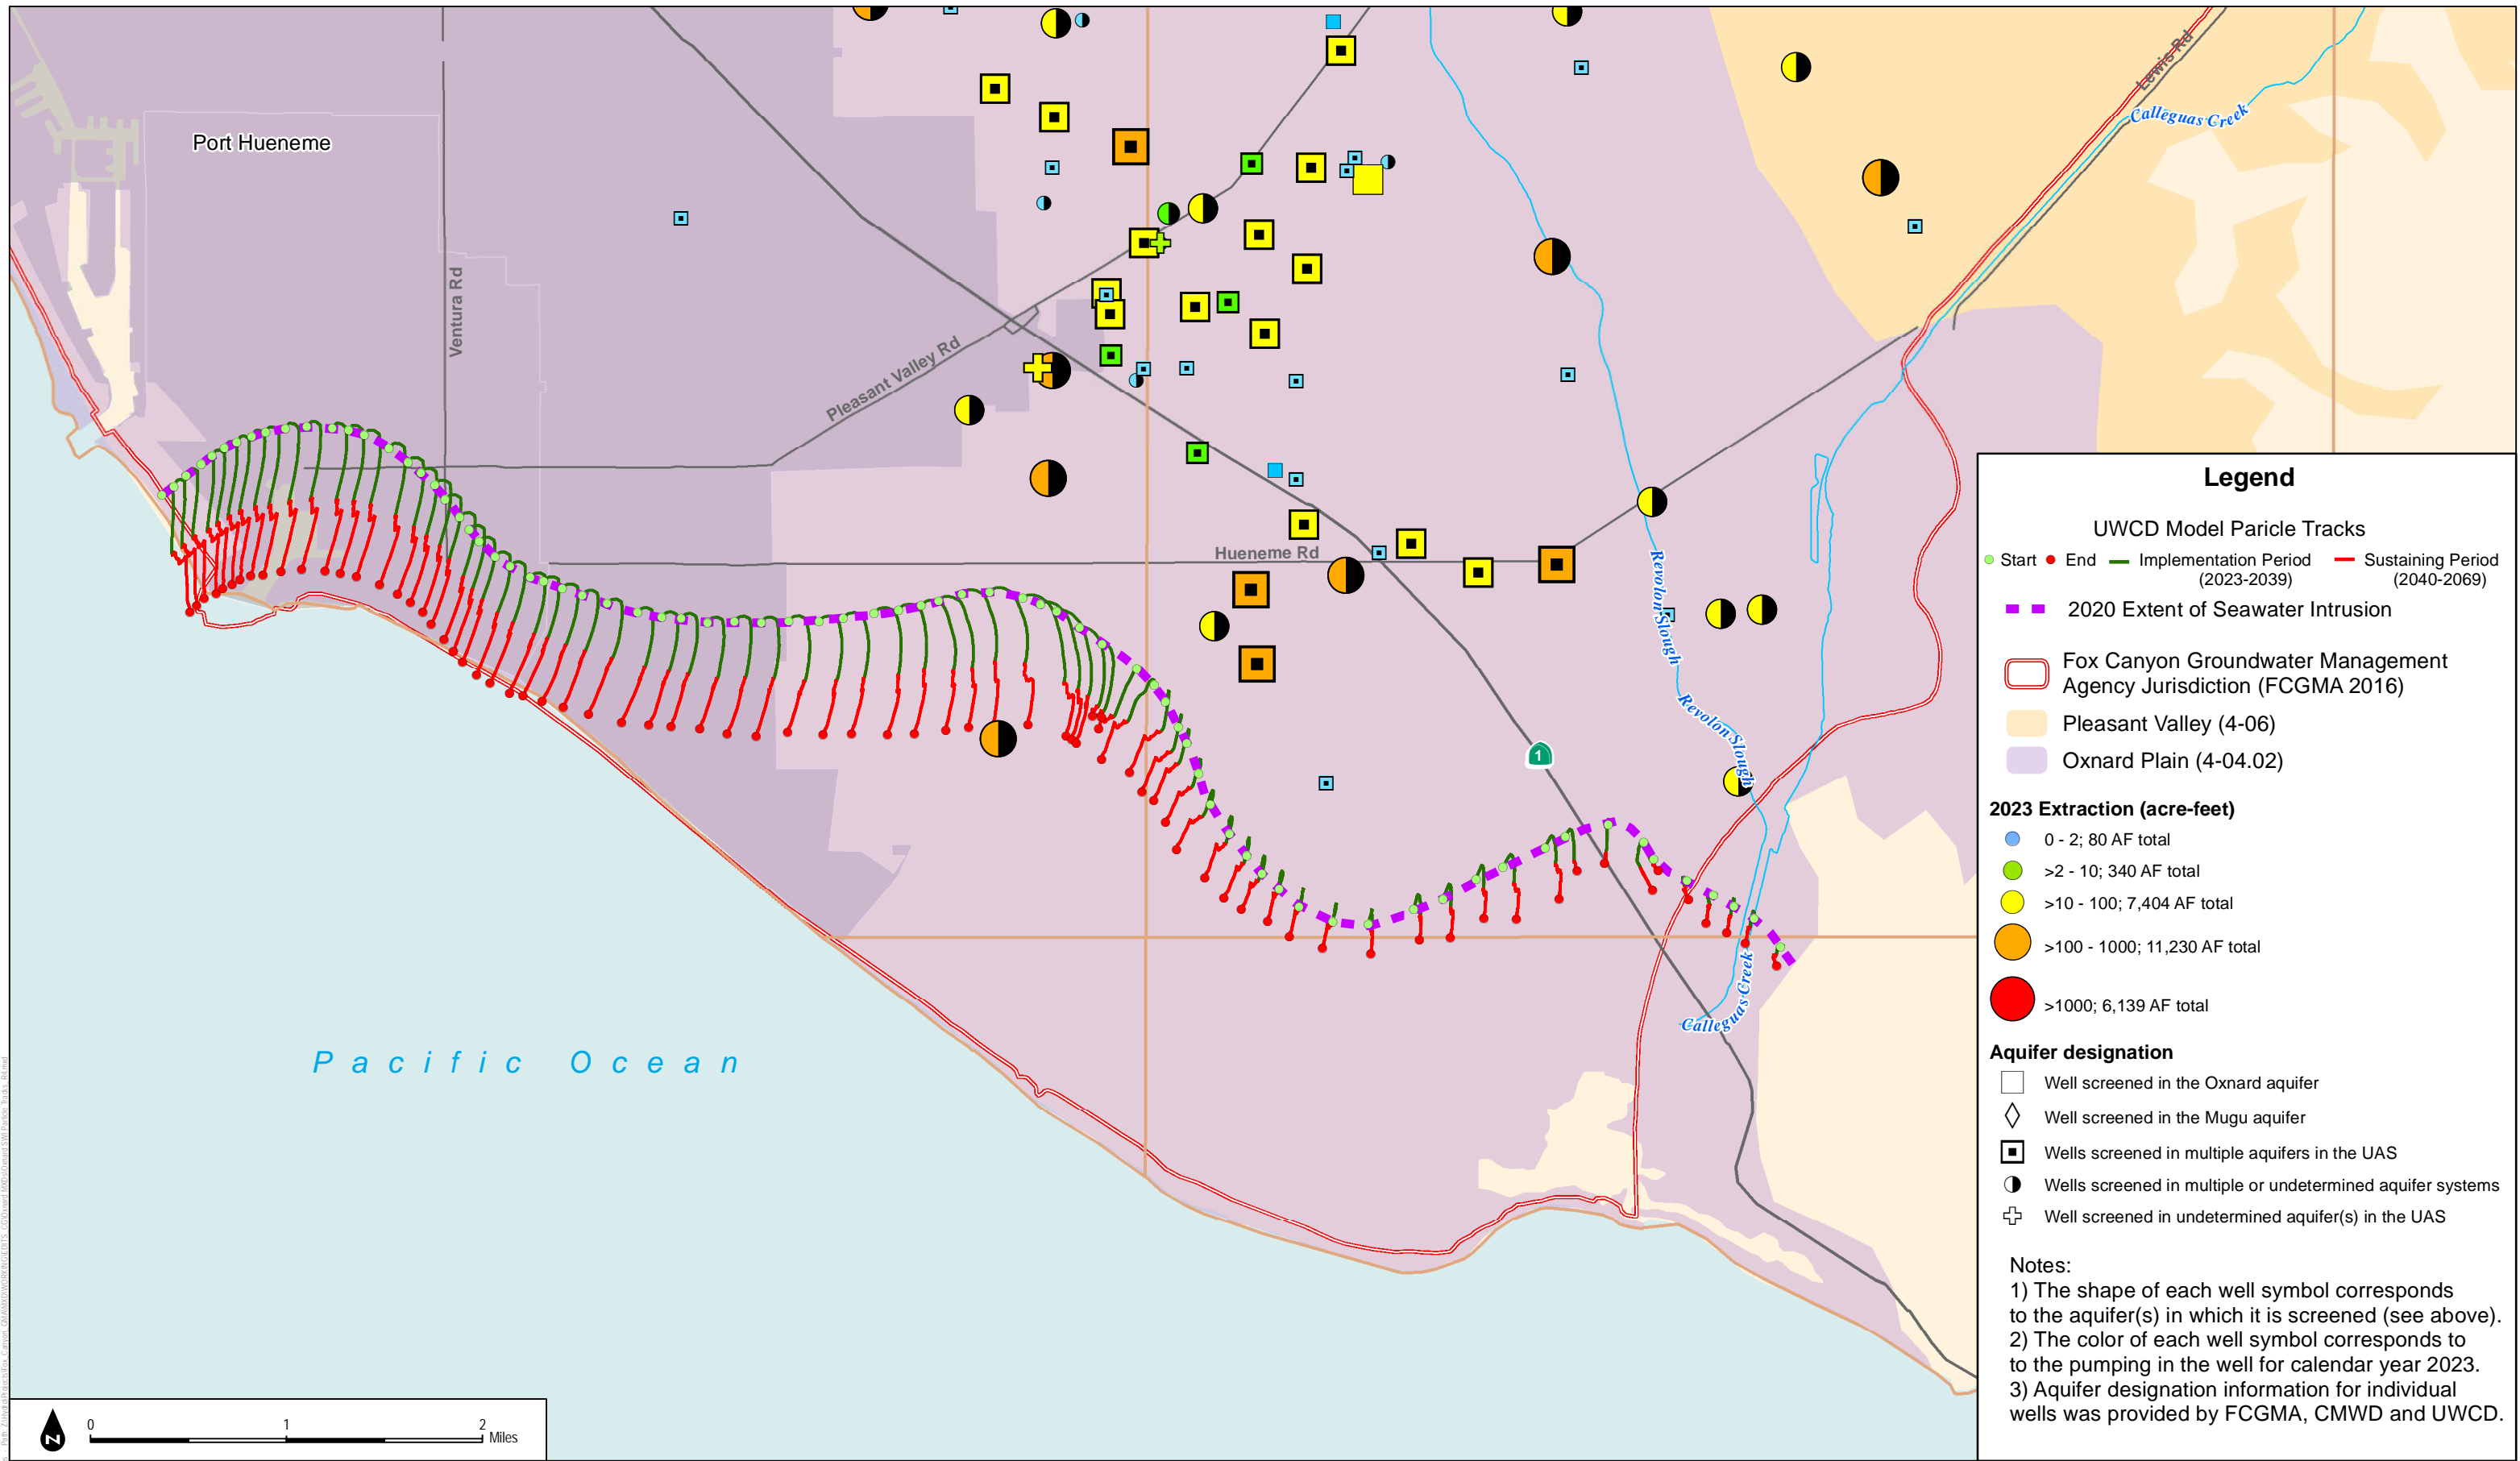 Port Hueneme
Ventura Rd
Pleasant Valley Rd
Hueneme Rd
Lewis Rd
Calleguas Creek
Revolon Slough
Revolon Slough
1
Calleguas Creek
Pacific Ocean
N
0 1 2
Miles
Legend
UWCD Model Paricle Tracks
Start End Implementation Period Sustaining Period
(2023-2039) (2040-2069)
2020 Extent of Seawater Intrusion
Fox Canyon Groundwater Management
Agency Jurisdiction (FCGMA 2016)
Pleasant Valley (4-06)
Oxnard Plain (4-04.02)
2023 Extraction (acre-feet)
0 - 2; 80 AF total
>2 - 10; 340 AF total
>10 - 100; 7,404 AF total
>100 - 1000; 11,230 AF total
>1000; 6,139 AF total
Aquifer designation
Well screened in the Oxnard aquifer
Well screened in the Mugu aquifer
Wells screened in multiple aquifers in the UAS
Wells screened in multiple or undetermined aquifer systems
Well screened in undetermined aquifer(s) in the UAS
Notes:
1) The shape of each well symbol corresponds
to the aquifer(s) in which it is screened (see above).
2) The color of each well symbol corresponds to
to the pumping in the well for calendar year 2023.
3) Aquifer designation information for individual
wells was provided by FCGMA, CMWD and UWCD.